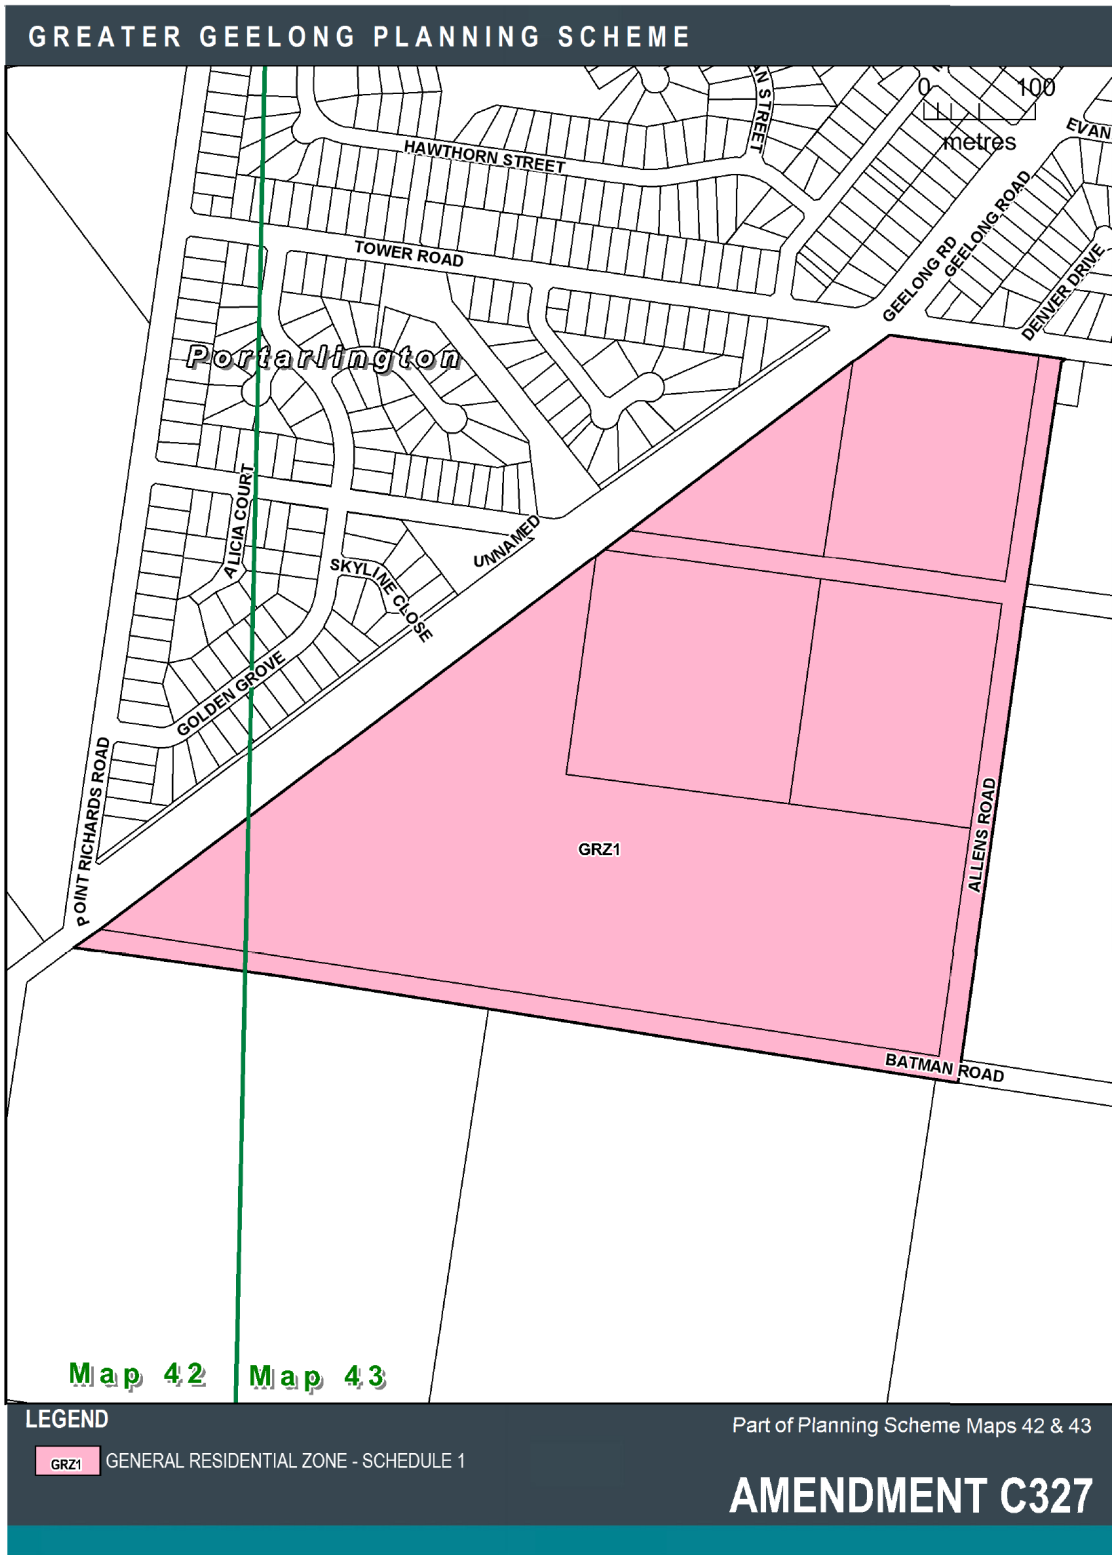 GREATER GEELONG PLANNING SCHEME
0 100
metres
EVAN
AN STREET
HAWTHORN STREET
GEELONG ROAD
GEELONG RD
TOWER ROAD
DENVER DRIVE
Portarlington
ALICIA COURT
UNNAMED
SKYLINE CLOSE
GOLDEN GROVE
POINT RICHARDS ROAD
GRZ1
ALLENS ROAD
BATMAN ROAD
Map 42 Map 43
LEGEND
GRZ1 GENERAL RESIDENTIAL ZONE - SCHEDULE 1
Part of Planning Scheme Maps 42 & 43
AMENDMENT C327